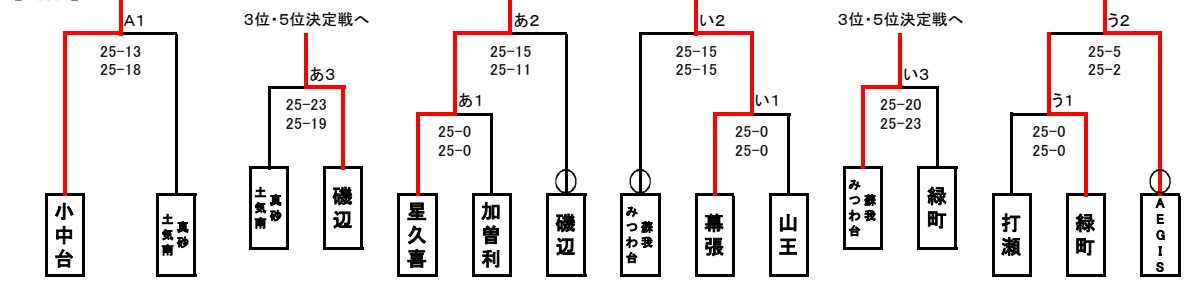 A1
25-13
25-18
小中台
土気南
真砂
3位・5位決定戦へ
あ3
25-23
25-19
土気南
真砂
磯辺
あ2
25-15
25-11
あ1
25-0
25-0
星久喜
加曽利
磯辺
い2
25-15
25-15
い1
25-0
25-0
みつわ台
蘇我
幕張
山王
3位・5位決定戦へ
い3
25-20
25-23
みつわ台
蘇我
緑町
う2
25-5
25-2
う1
25-0
25-0
打瀬
緑町
AEGIS